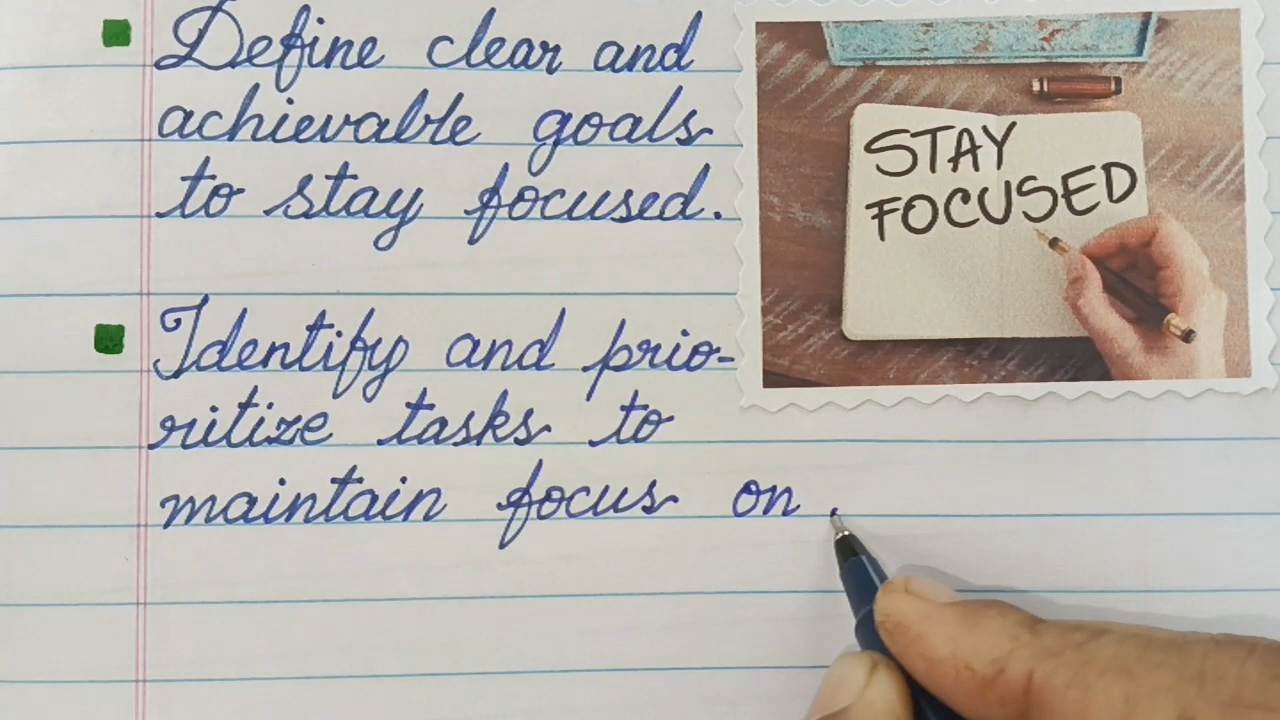 Define clear and
achievable goals
to stay focused.
Identify and prio-
ritize tasks to
maintain focus on
STAY
FOCUSED